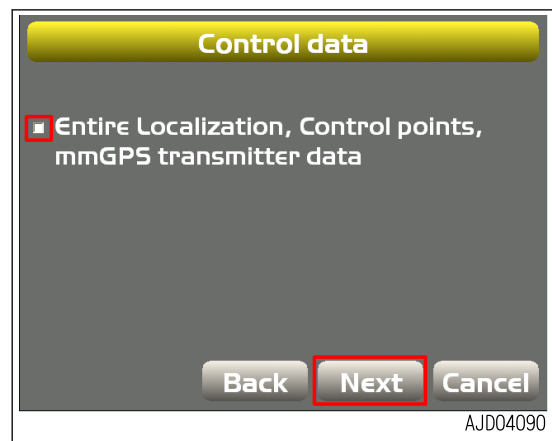 Control data
Entire Localization, Control points,
mmGPS transmitter data
Back Next Cancel
AJD04090